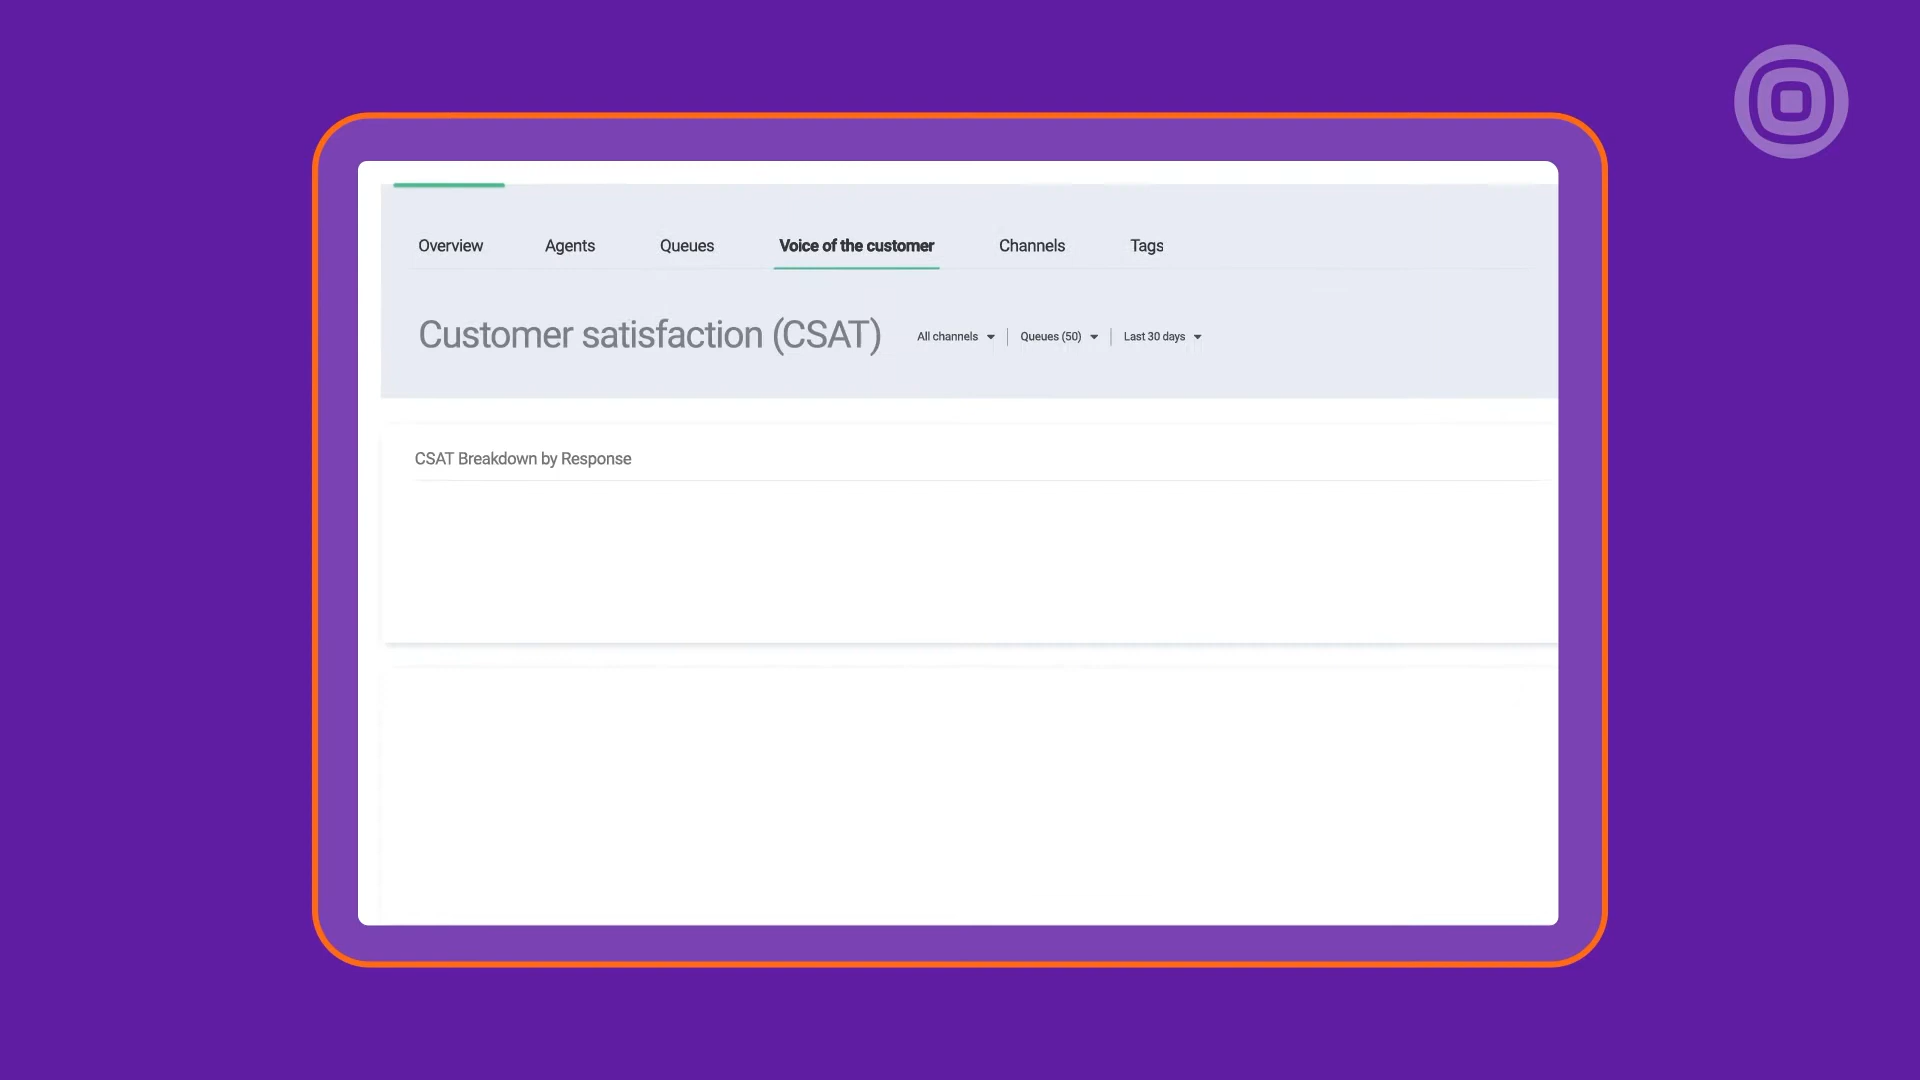 Overview Agents Queues Voice of the customer Channels Tags
Customer satisfaction (CSAT) All channels Queues (50) Last 30 days
CSAT Breakdown by Response